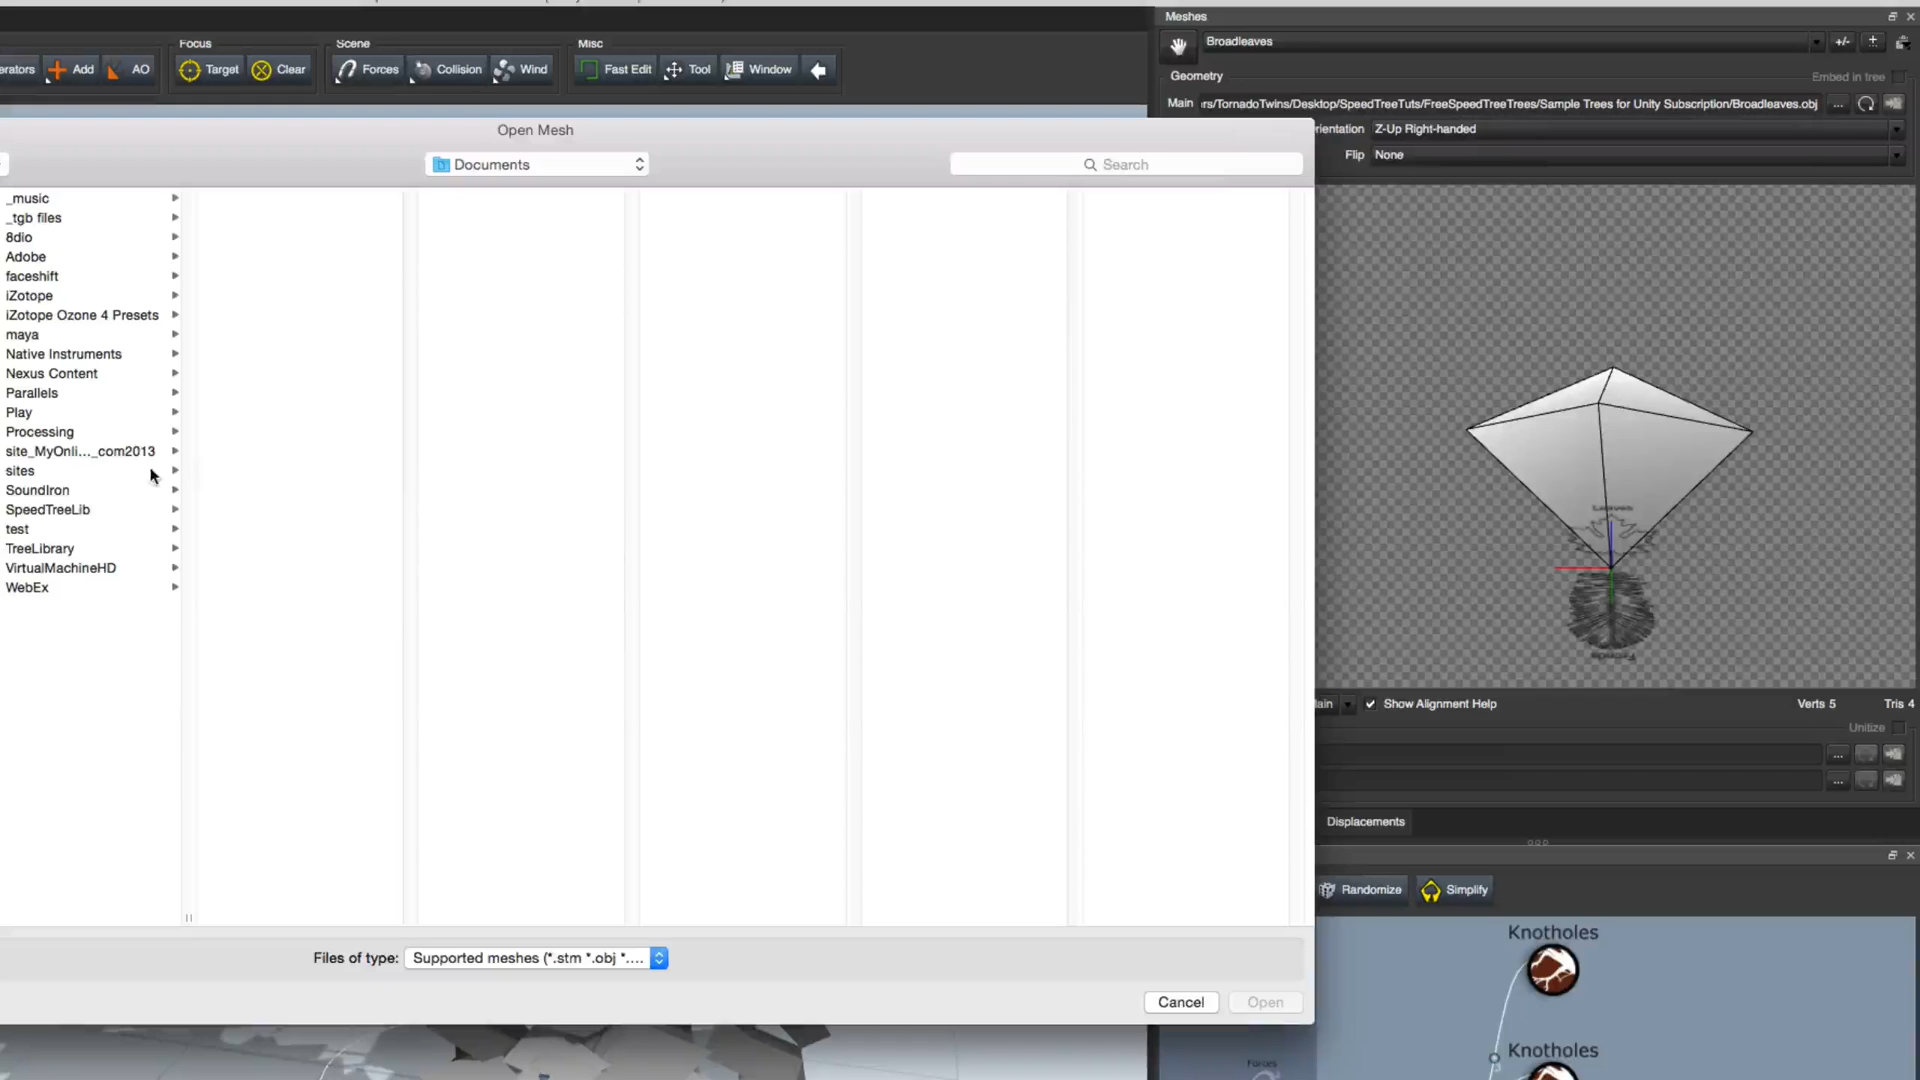 Meshes
Focus
Scene
Misc
Broadleaves
+/-
erators
Add
AO
Target
Clear
Forces
Collision
Wind
Fast Edit
Tool
Window
Geometry
Embed in tree
Main
rs/TornadoTwins/Desktop/SpeedTreeTuts/FreeSpeedTreeTrees/Sample Trees for Unity Subscription/Broadleaves.obj
...
Open Mesh
rientation
Z-Up Right-handed
Flip
None
Documents
Search
_music
_tgb files
8dio
Adobe
faceshift
iZotope
iZotope Ozone 4 Presets
maya
Native Instruments
Nexus Content
Parallels
Play
Processing
site_MyOnli..._com2013
sites
SoundIron
SpeedTreeLib
test
TreeLibrary
VirtualMachineHD
WebEx
Leaves
Fronds
ain
Show Alignment Help
Verts 5
Tris 4
Unitize
...
...
Displacements
Randomize
Simplify
Knotholes
Files of type:
Supported meshes (*.stm *.obj *....
Cancel
Open
Knotholes
Forces